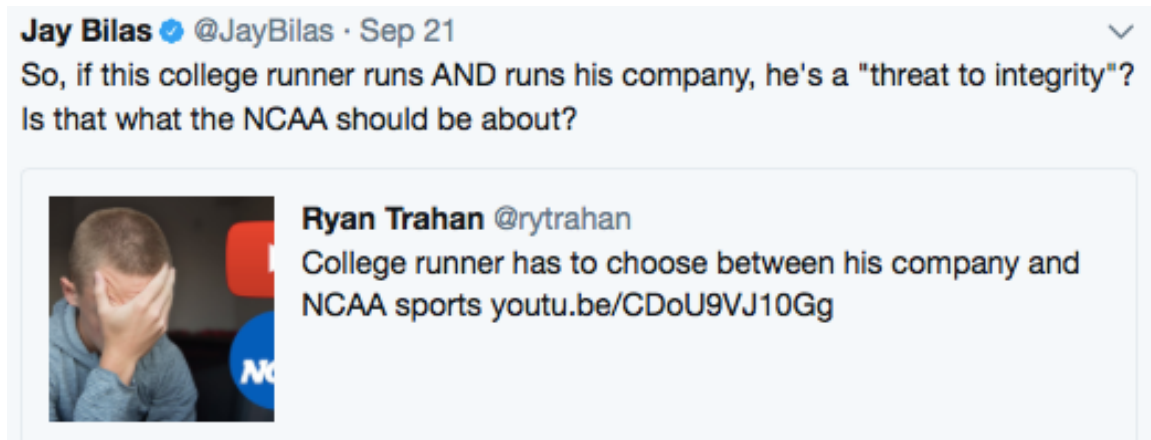 Jay Bilas @JayBilas · Sep 21
So, if this college runner runs AND runs his company, he's a "threat to integrity"?
Is that what the NCAA should be about?
Ryan Trahan @rytrahan
College runner has to choose between his company and
NCAA sports youtu.be/CDoU9VJ10Gg